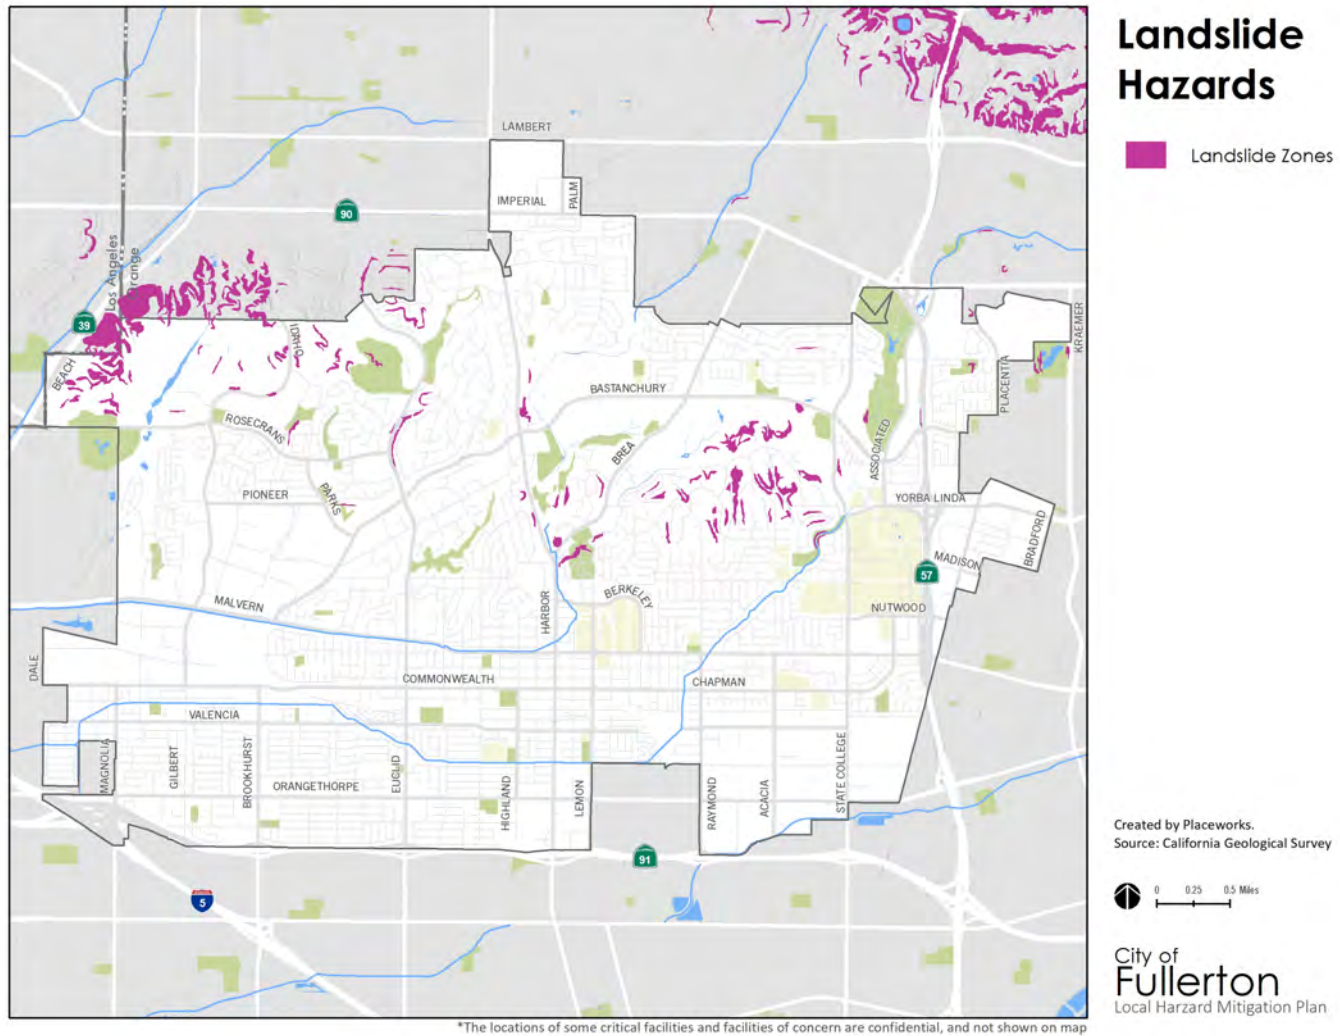 Landslide
Hazards
Landslide Zones
LAMBERT
IMPERIAL
PALM
90
Los Angeles
Orange
39
BEACH
IDAHO
KRAEMER
PLACENTIA
BASTANCHURY
ROSECRANS
BREA
ASSOCIATED
PIONEER
PARKS
YORBA LINDA
BRADFORD
MADISON
57
MALVERN
HARBOR
BERKELEY
NUTWOOD
DALE
COMMONWEALTH
CHAPMAN
VALENCIA
MAGNOLIA
GILBERT
BROOKHURST
ORANGETHORPE
EUCLID
HIGHLAND
LEMON
RAYMOND
ACACIA
STATE COLLEGE
91
5
Created by Placeworks.
Source: California Geological Survey
0 0.25 0.5 Miles
City of
Fullerton
Local Harzard Mitigation Plan
*The locations of some critical facilities and facilities of concern are confidential, and not shown on map